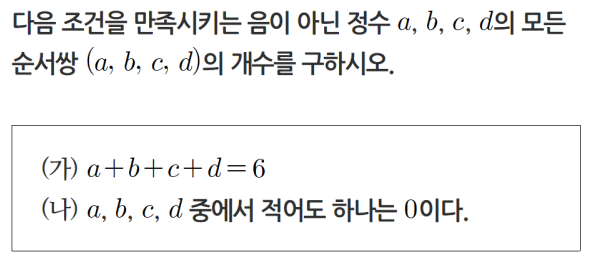 다음 조건을 만족시키는 음이 아닌 정수 a, b, c, d의 모든
순서쌍 (a, b, c, d)의 개수를 구하시오.
(가) a+b+c+d=6
(나) a, b, c, d 중에서 적어도 하나는 0이다.